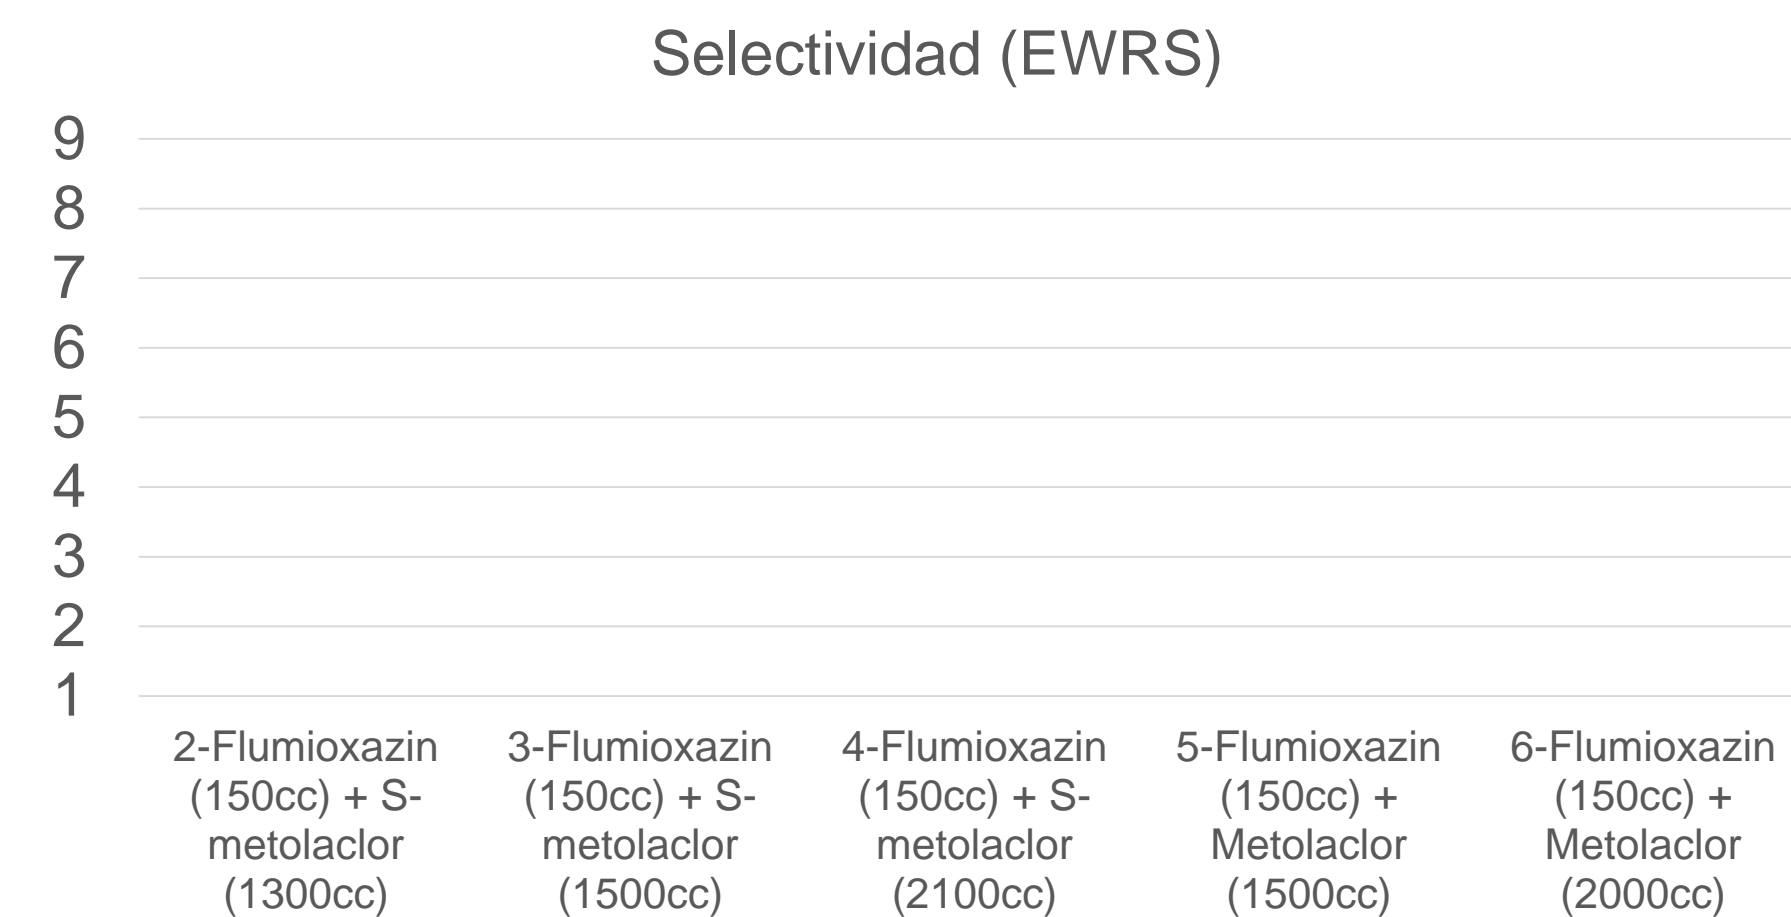 Selectividad (EWRS)
9
8
7
6
5
4
3
2
1
2-Flumioxazin
(150cc) + S-
metolaclor
(1300cc)
3-Flumioxazin
(150cc) + S-
metolaclor
(1500cc)
4-Flumioxazin
(150cc) + S-
metolaclor
(2100cc)
5-Flumioxazin
(150cc) +
Metolaclor
(1500cc)
6-Flumioxazin
(150cc) +
Metolaclor
(2000cc)